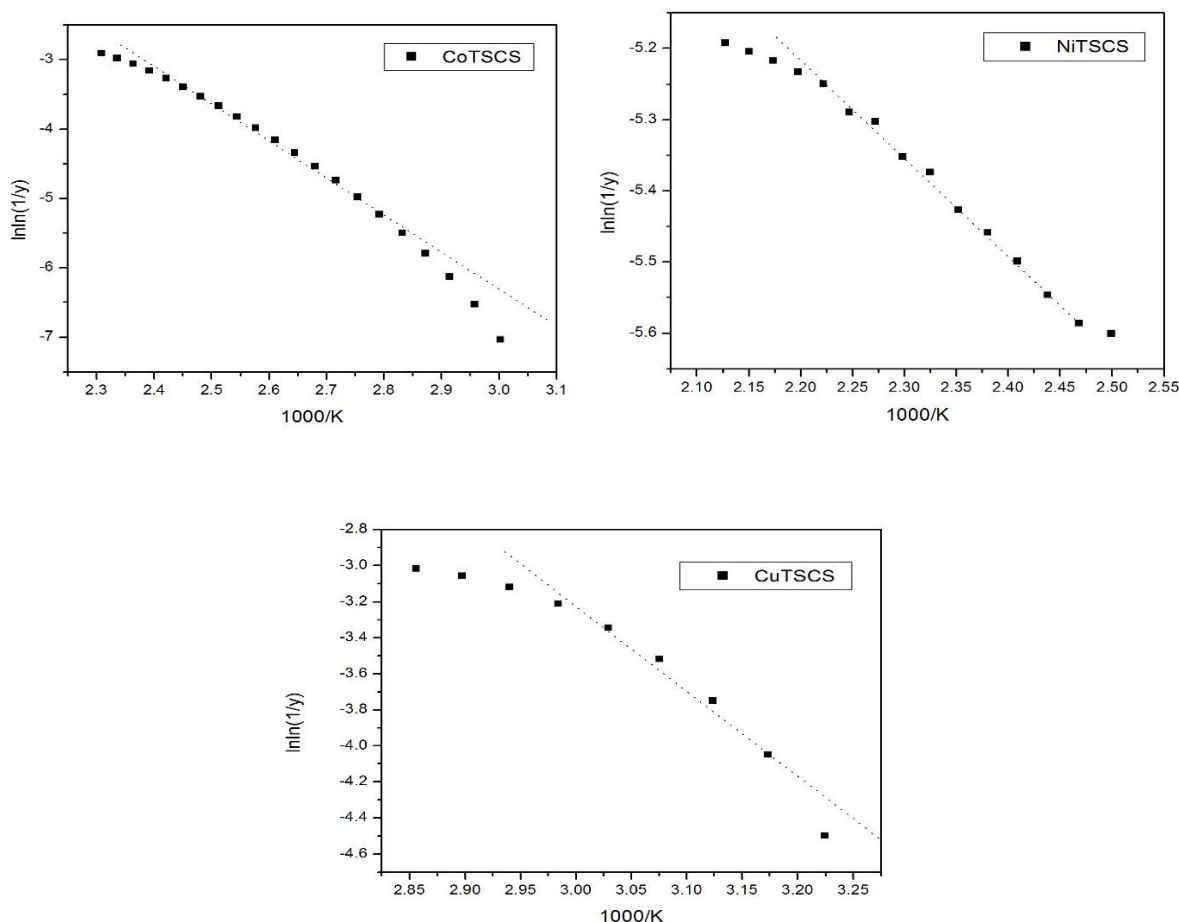 CoTSCS
-3
-4
-5
-6
-7
lnln(1/y)
2.3 2.4 2.5 2.6 2.7 2.8 2.9 3.0 3.1
1000/K
NiTSCS
-5.2
-5.3
-5.4
-5.5
-5.6
lnln(1/y)
2.10 2.15 2.20 2.25 2.30 2.35 2.40 2.45 2.50 2.55
1000/K
-2.8
CuTSCS
-3.0
-3.2
-3.4
-3.6
-3.8
-4.0
-4.2
-4.4
-4.6
lnln(1/y)
2.85 2.90 2.95 3.00 3.05 3.10 3.15 3.20 3.25
1000/K